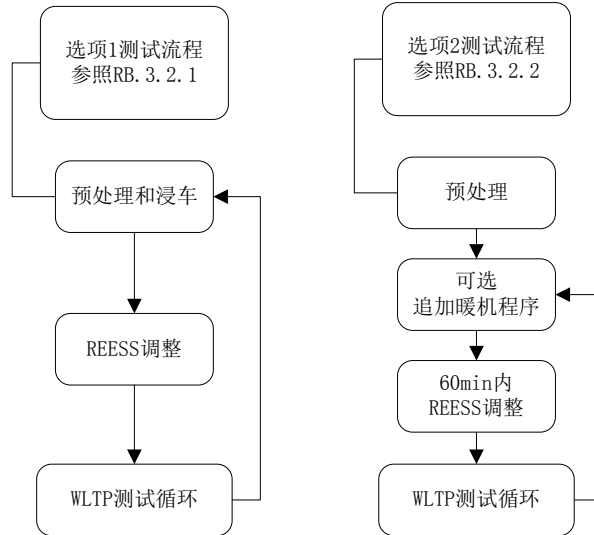 选项1测试流程
参照RB.3.2.1
预处理和浸车
REESS调整
WLTP测试循环
选项2测试流程
参照RB.3.2.2
预处理
可选
追加暖机程序
60min内
REESS调整
WLTP测试循环